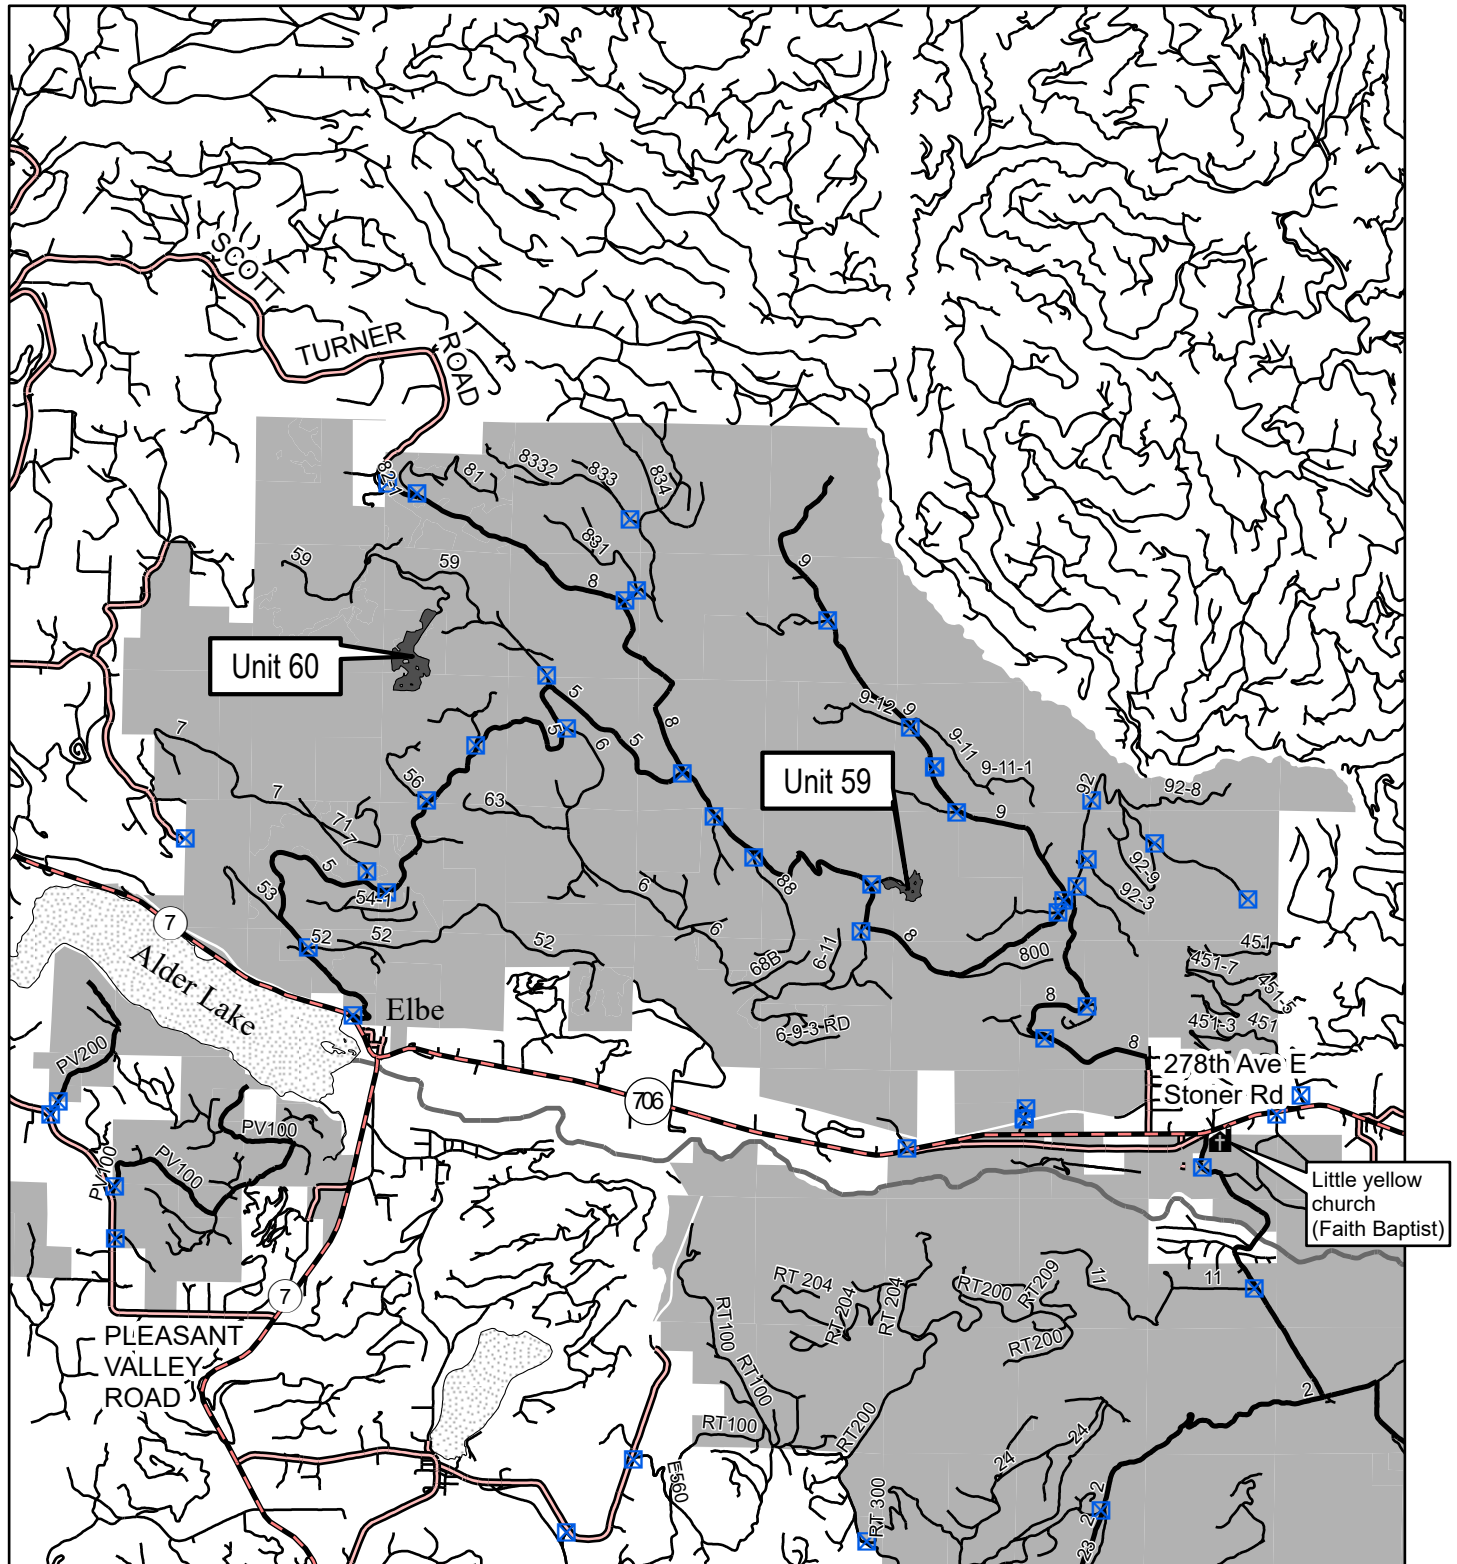 SCOTT
TURNER
ROAD
82-1
81
8332
833
834
831
59
59
8
9
Unit 60
5
5
5
6
8
9-12
9
9-11
9-11-1
7
56
Unit 59
92
92-8
7
63
9
71
7
5
54-1
53
88
92-9
92-3
6
52
52
52
6
68B
6-11
8
800
451
451-7
451-5
451-3
451
7
Alder Lake
Elbe
6-9-3 RD
8
8
278th Ave E
Stoner Rd
PV200
706
PV100
PV100
PV100
Little yellow
church
(Faith Baptist)
7
PLEASANT
VALLEY
ROAD
RT 204
RT 204
RT 204
RT200
RT209
11
11
RT100
RT200
RT100
RT100
RT200
2
24
24
E560
RT 300
2
2
23